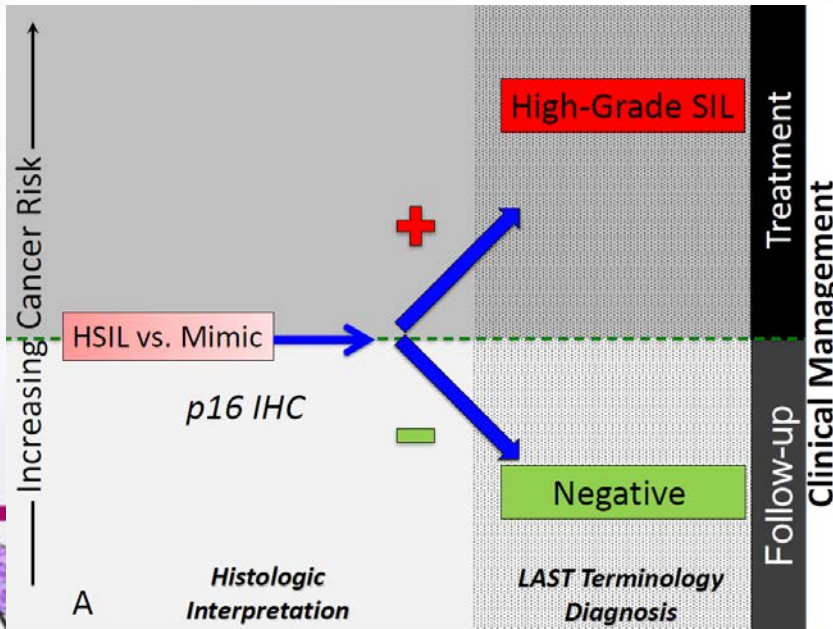 Increasing Cancer Risk
High-Grade SIL
+
HSIL vs. Mimic
p16 IHC
Negative
Histologic
Interpretation
LAST Terminology
Diagnosis
A
Treatment
Follow-up
Clinical Management